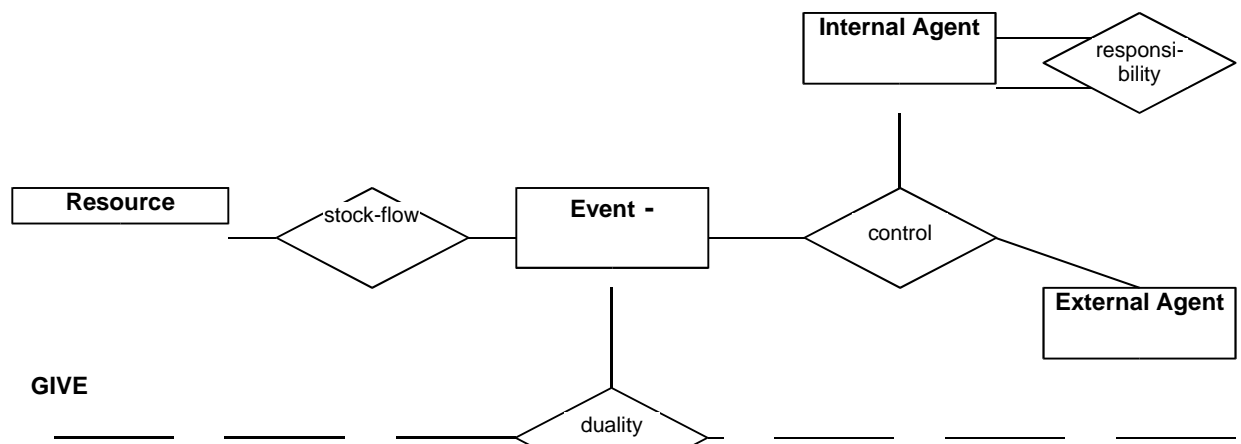 Internal Agent
responsi-
bility
Resource
stock-flow
Event -
control
External Agent
GIVE
duality